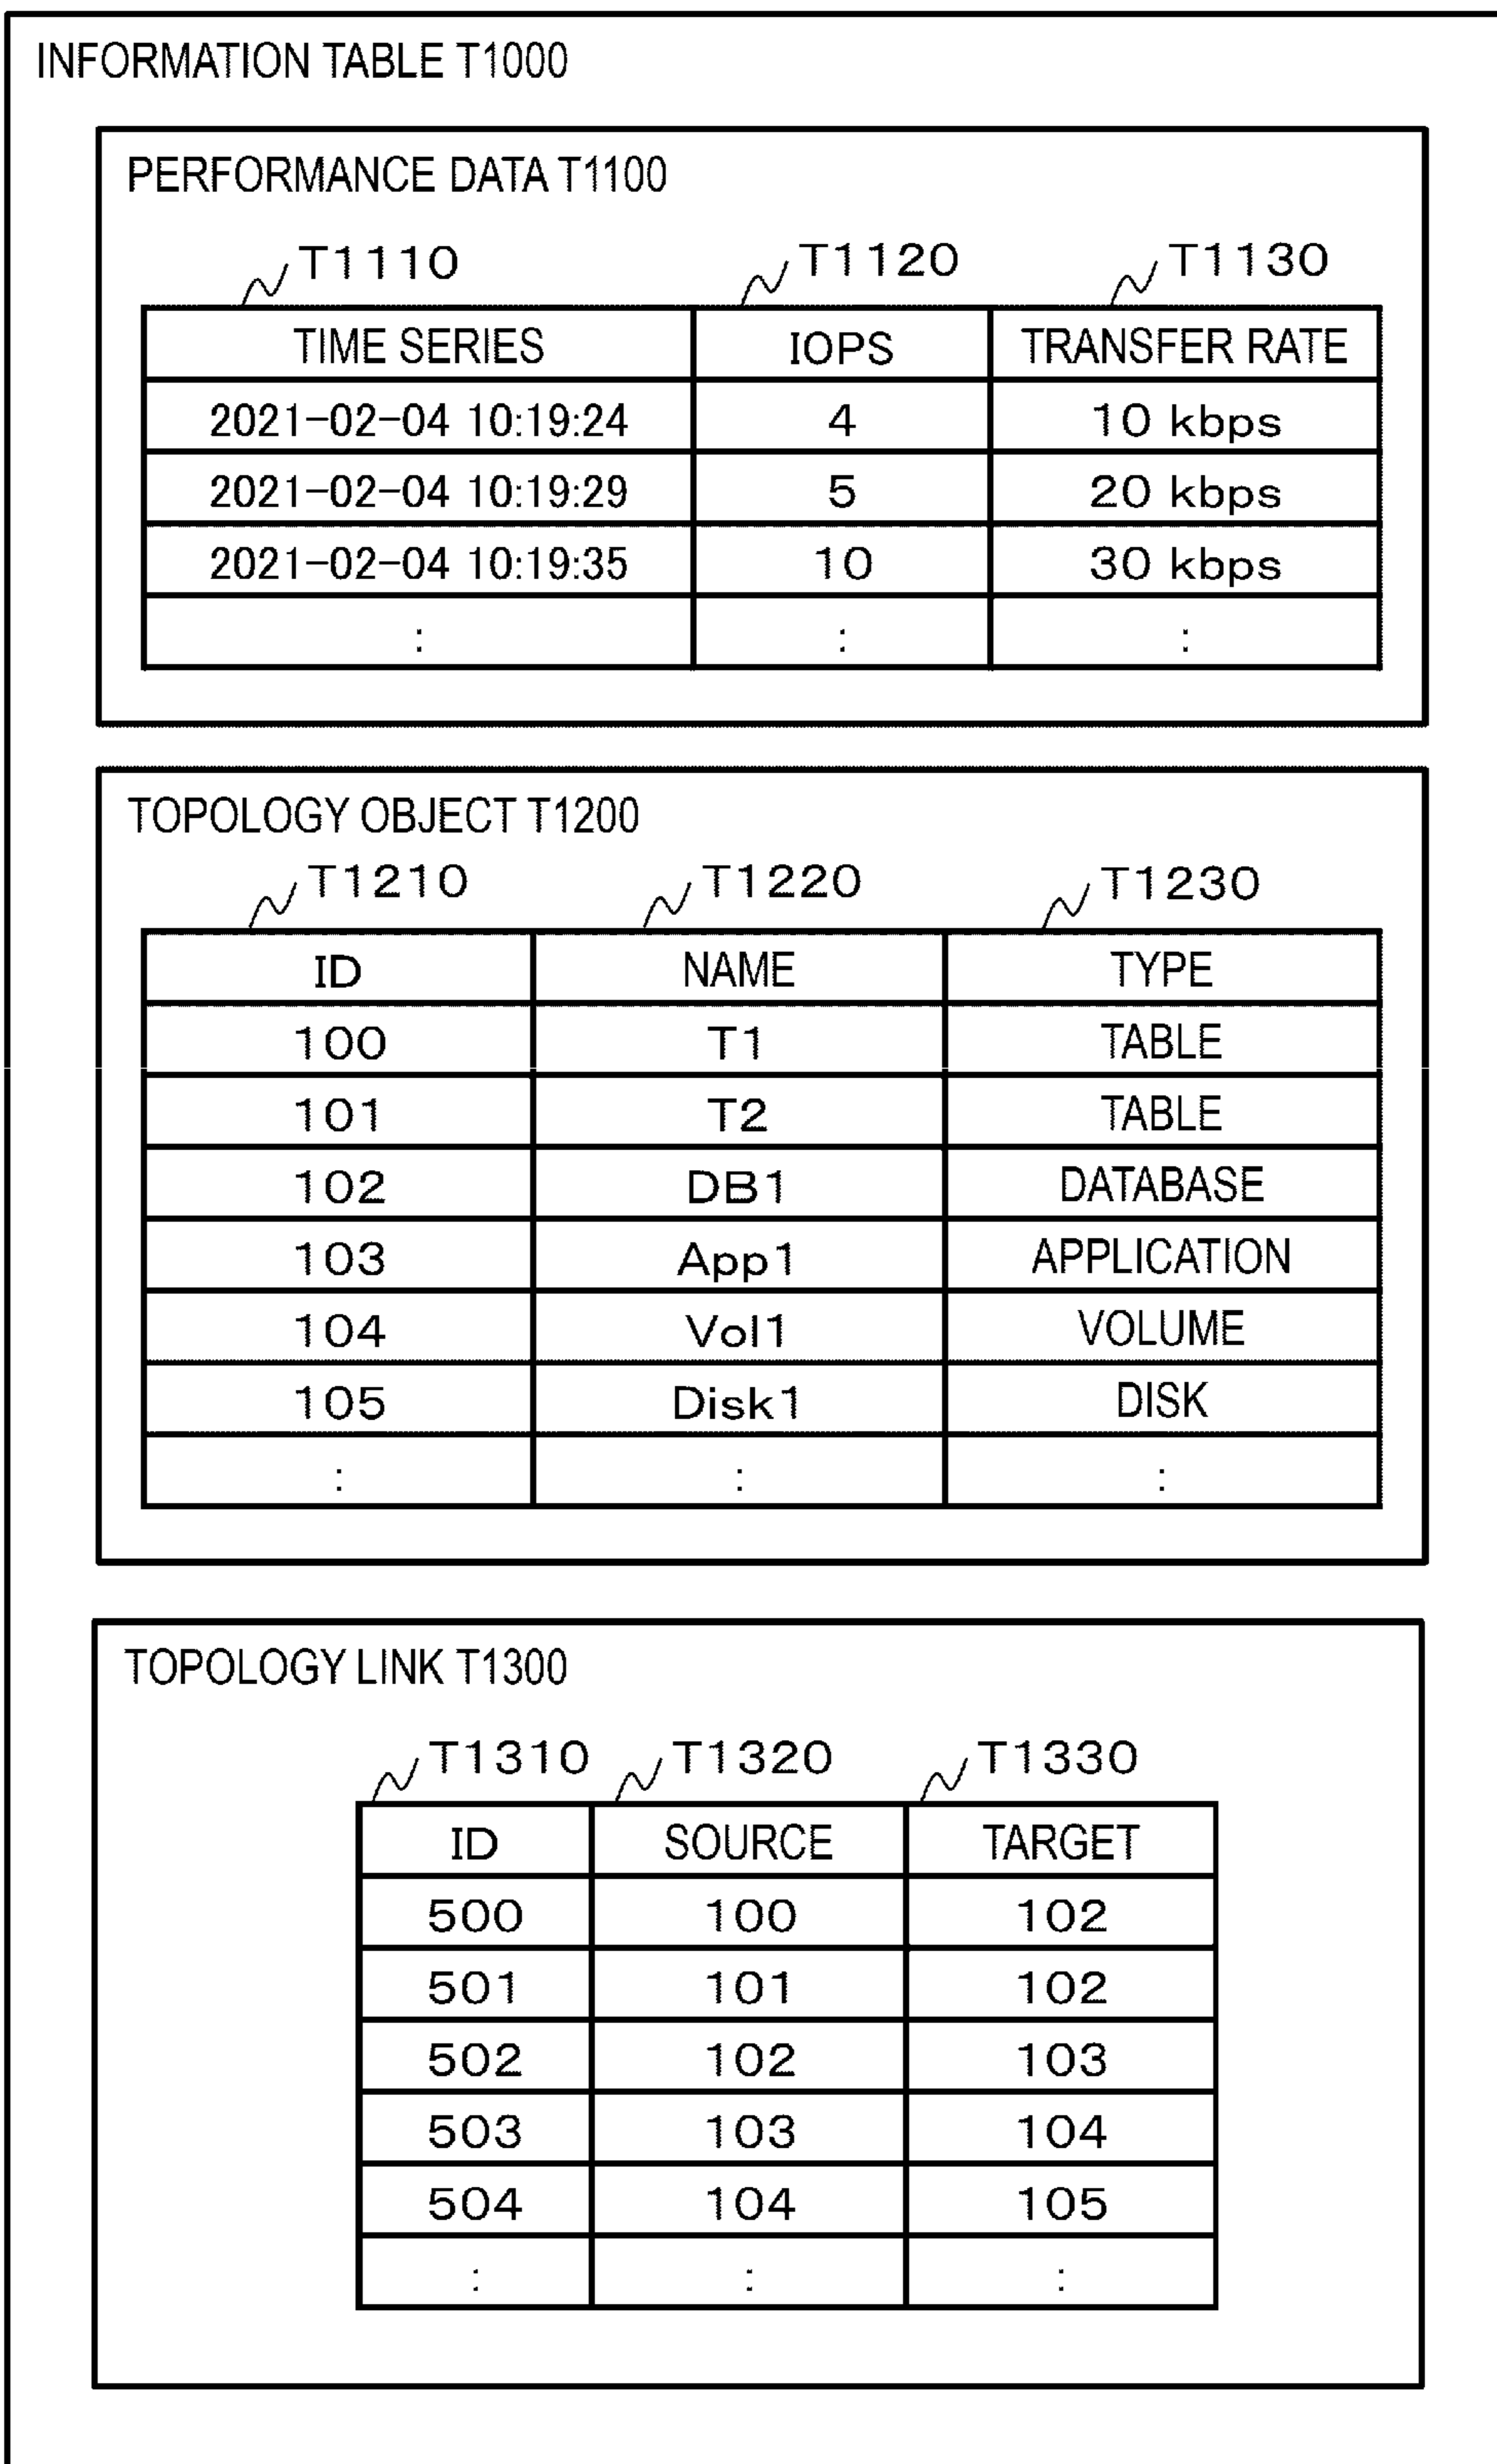 INFORMATION TABLE T1000
PERFORMANCE DATA T1100
T1110 T1120 T1130
TIME SERIES IOPS TRANSFER RATE
2021-02-04 10:19:24 4 10 kbps
2021-02-04 10:19:29 5 20 kbps
2021-02-04 10:19:35 10 30 kbps
: : :
TOPOLOGY OBJECT T1200
T1210 T1220 T1230
ID NAME TYPE
100 T1 TABLE
101 T2 TABLE
102 DB1 DATABASE
103 App1 APPLICATION
104 Vol1 VOLUME
105 Disk1 DISK
: : :
TOPOLOGY LINK T1300
T1310 T1320 T1330
ID SOURCE TARGET
500 100 102
501 101 102
502 102 103
503 103 104
504 104 105
: : :